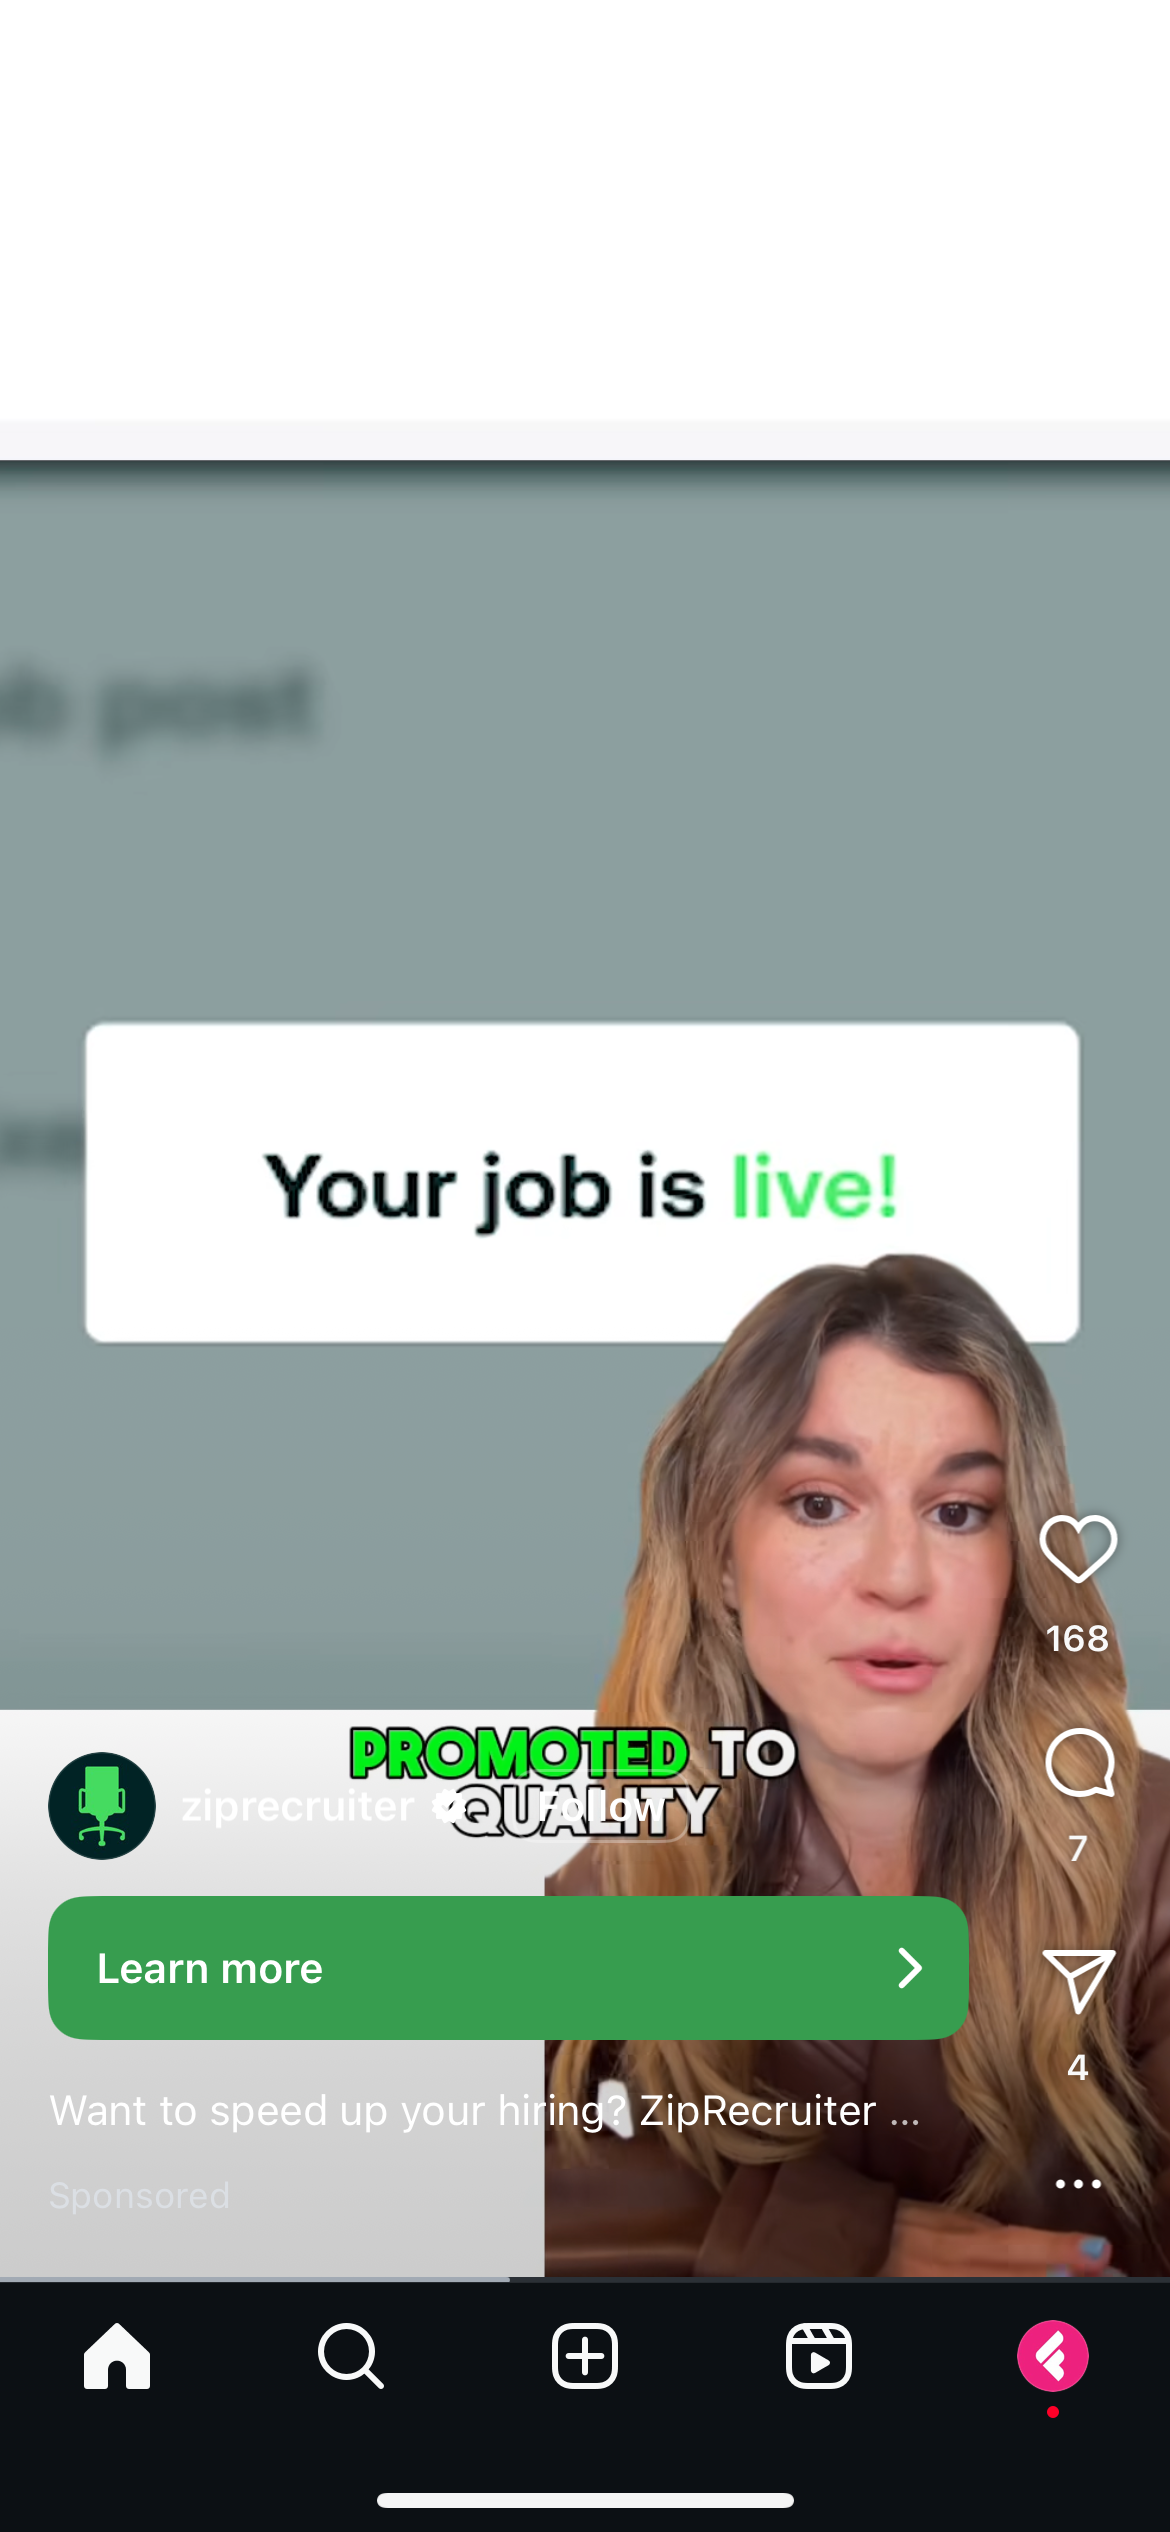 ob post
Your job is live!
168
PROMOTED TO
QUALITY
ziprecruiter
Follow
7
Learn more
4
Want to speed up your hiring? ZipRecruiter ...
Sponsored